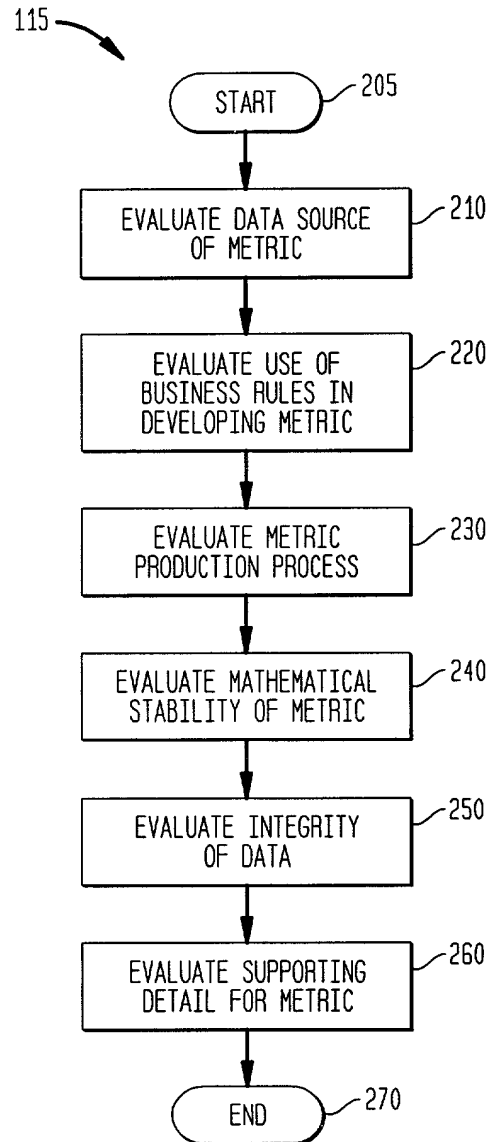 115
START
205
EVALUATE DATA SOURCE
OF METRIC
210
EVALUATE USE OF
BUSINESS RULES IN
DEVELOPING METRIC
220
EVALUATE METRIC
PRODUCTION PROCESS
230
EVALUATE MATHEMATICAL
STABILITY OF METRIC
240
EVALUATE INTEGRITY
OF DATA
250
EVALUATE SUPPORTING
DETAIL FOR METRIC
260
END
270